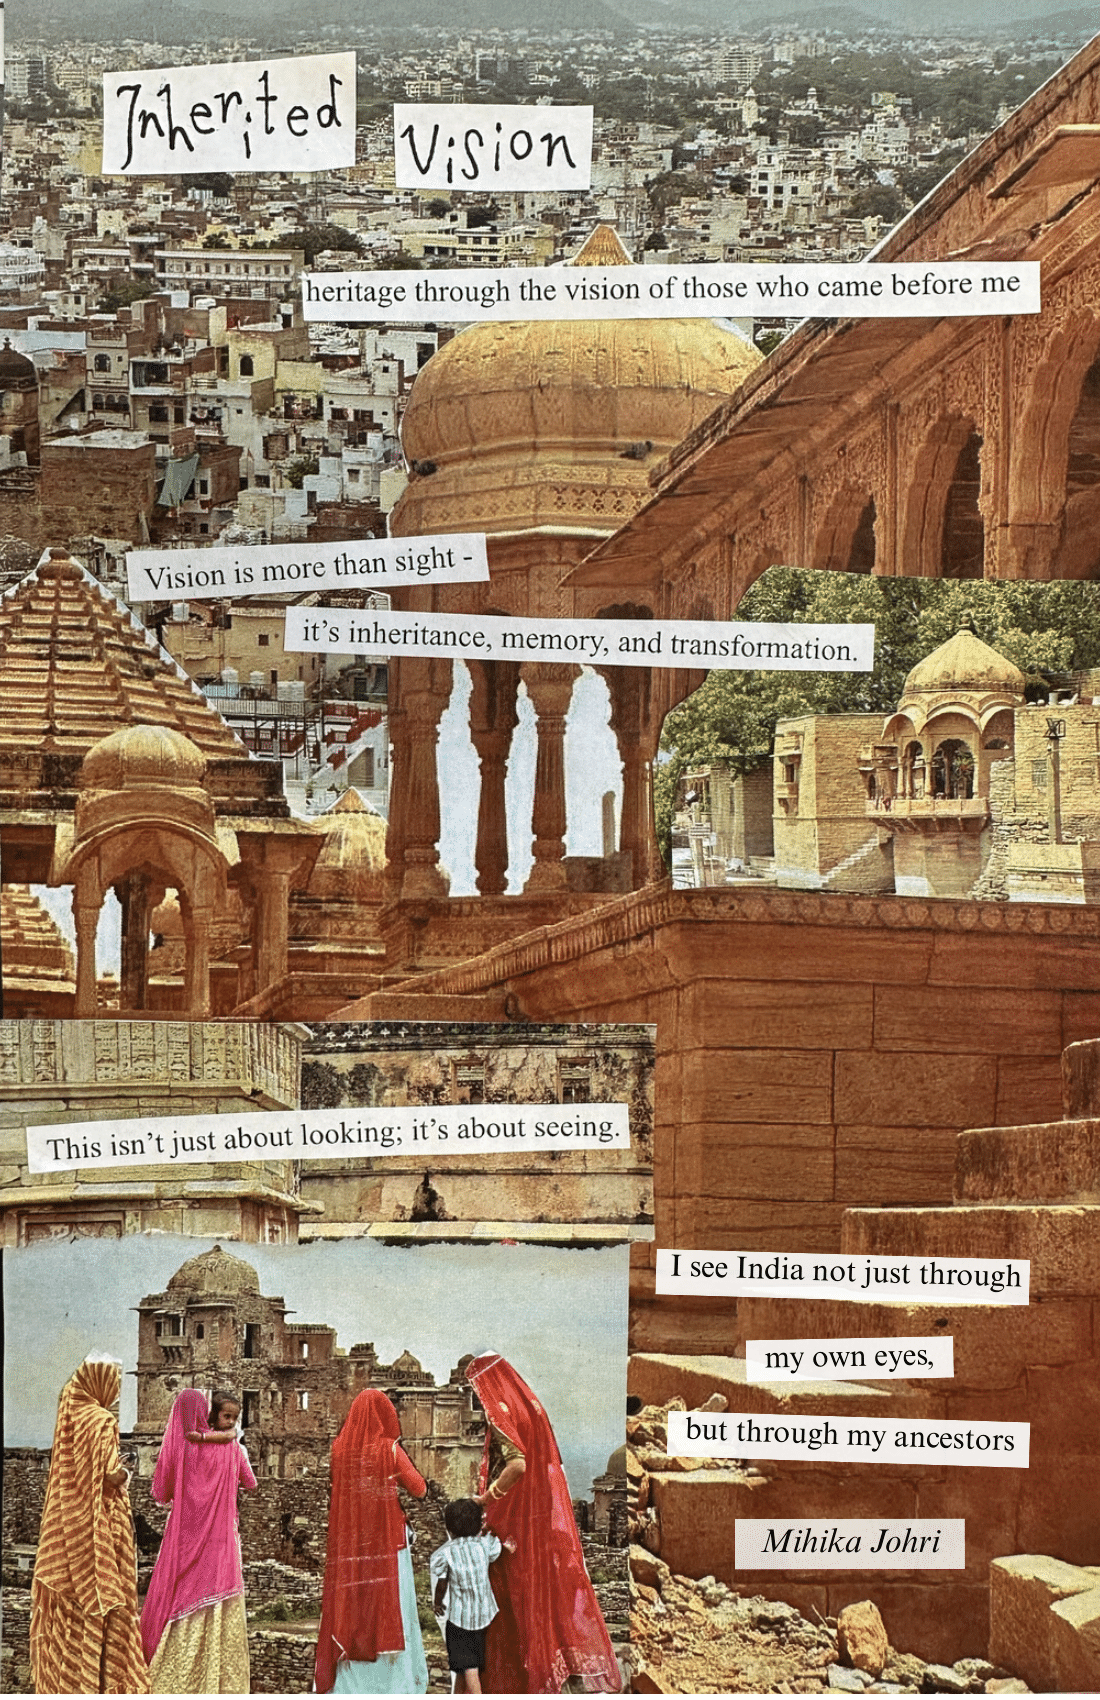 Inherited
Vision
heritage through the vision of those who came before me
Vision is more than sight -
it's inheritance, memory, and transformation.
This isn't just about looking; it's about seeing.
I see India not just through
my own eyes,
but through my ancestors
Mihika Johri